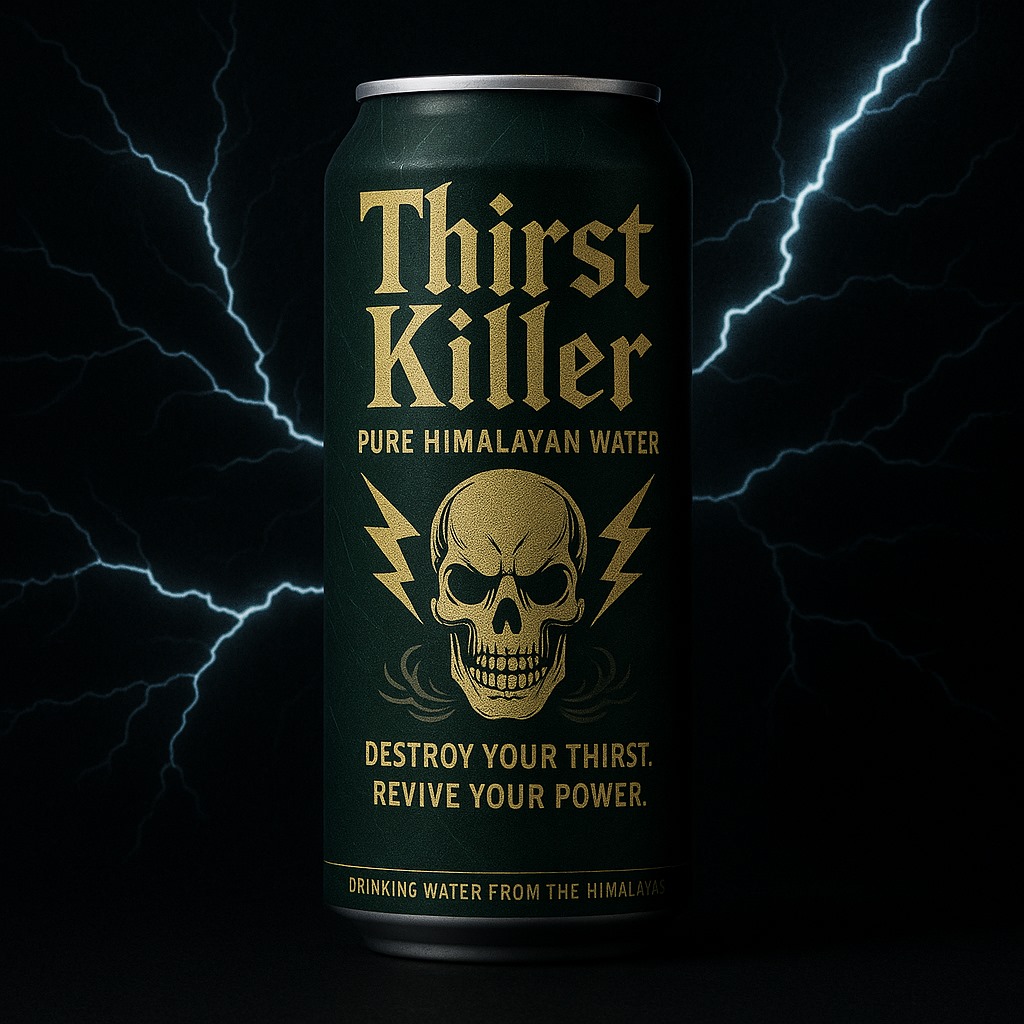 Thirst
Killer
PURE HIMALAYAN WATER
DESTROY YOUR THIRST.
REVIVE YOUR POWER.
DRINKING WATER FROM THE HIMALAYAS